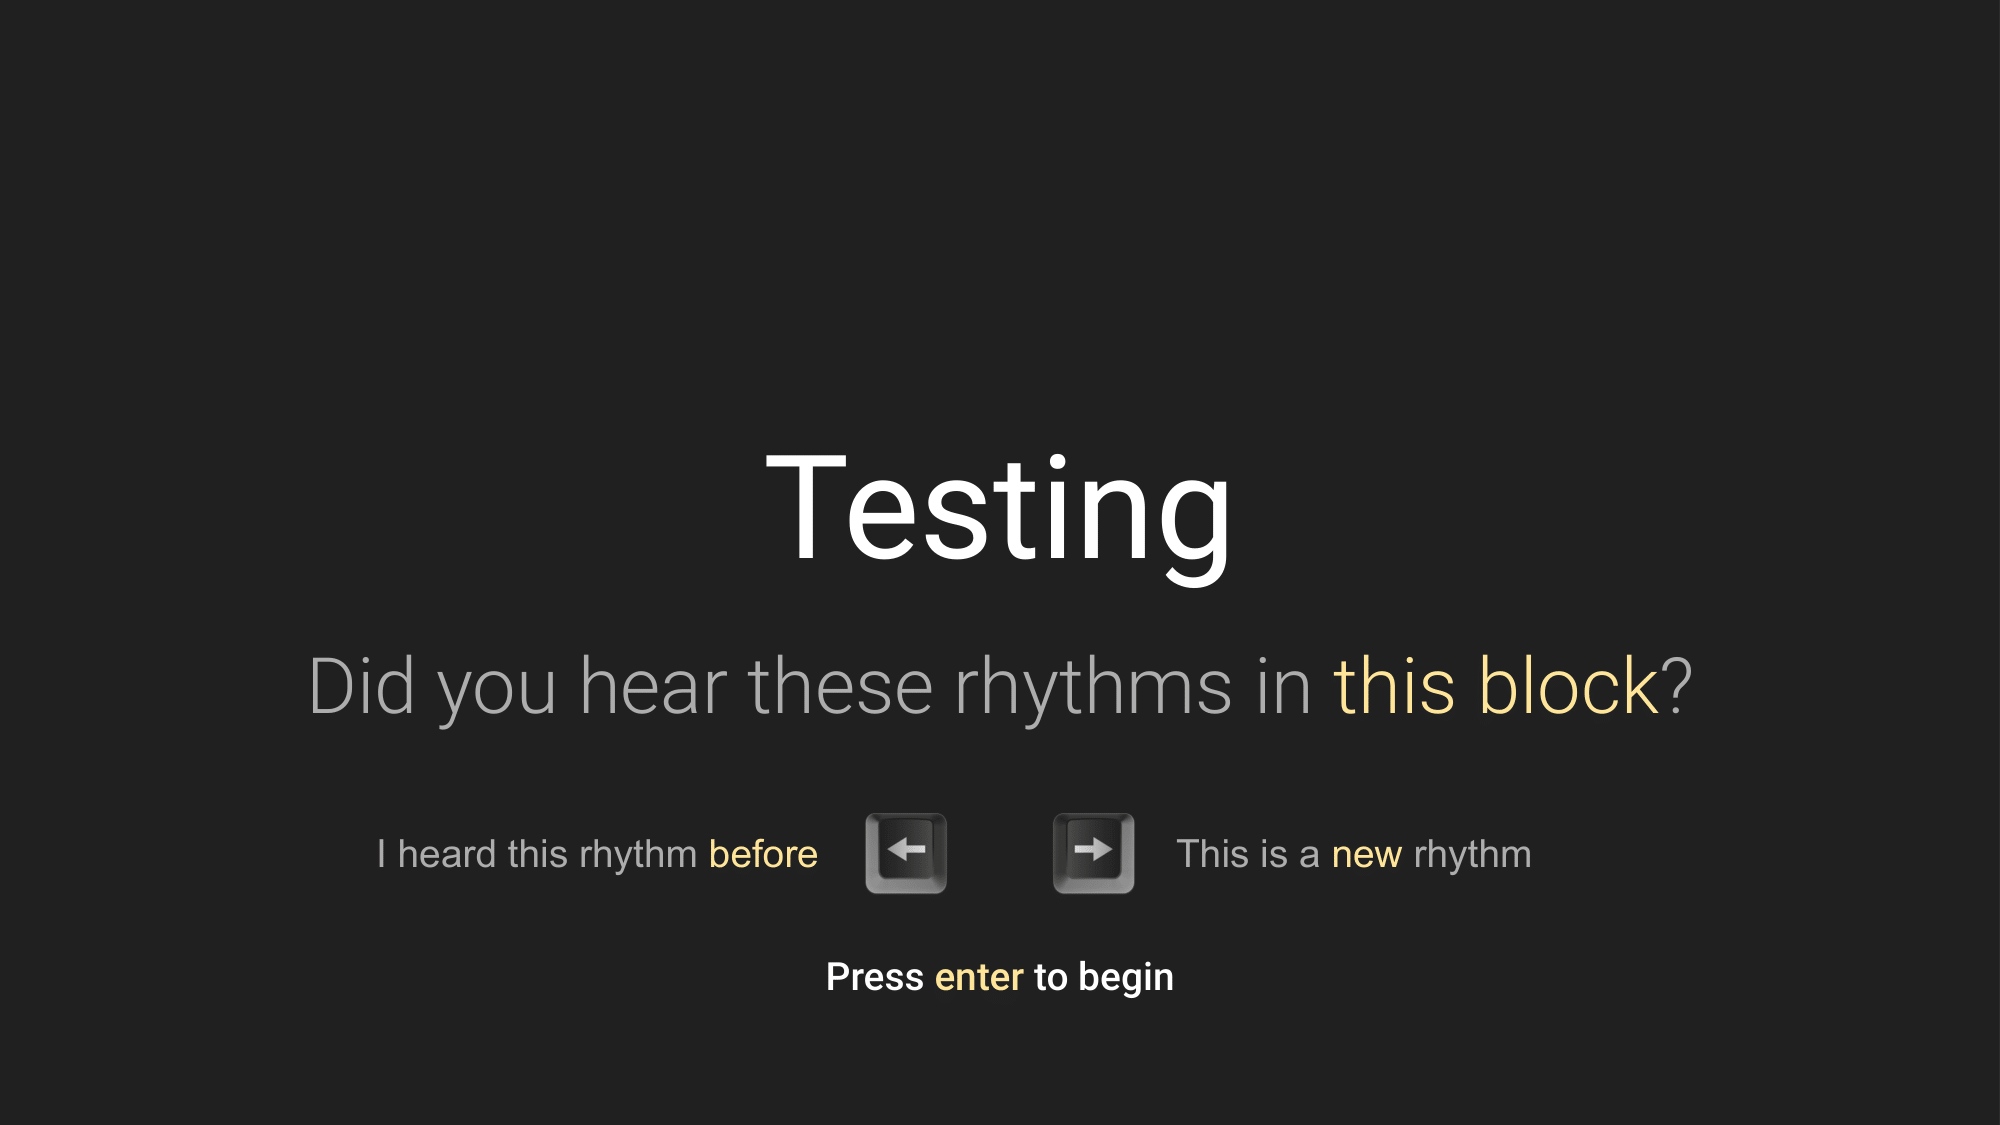 Testing
Did you hear these rhythms in this block?
I heard this rhythm before
This is a new rhythm
Press enter to begin